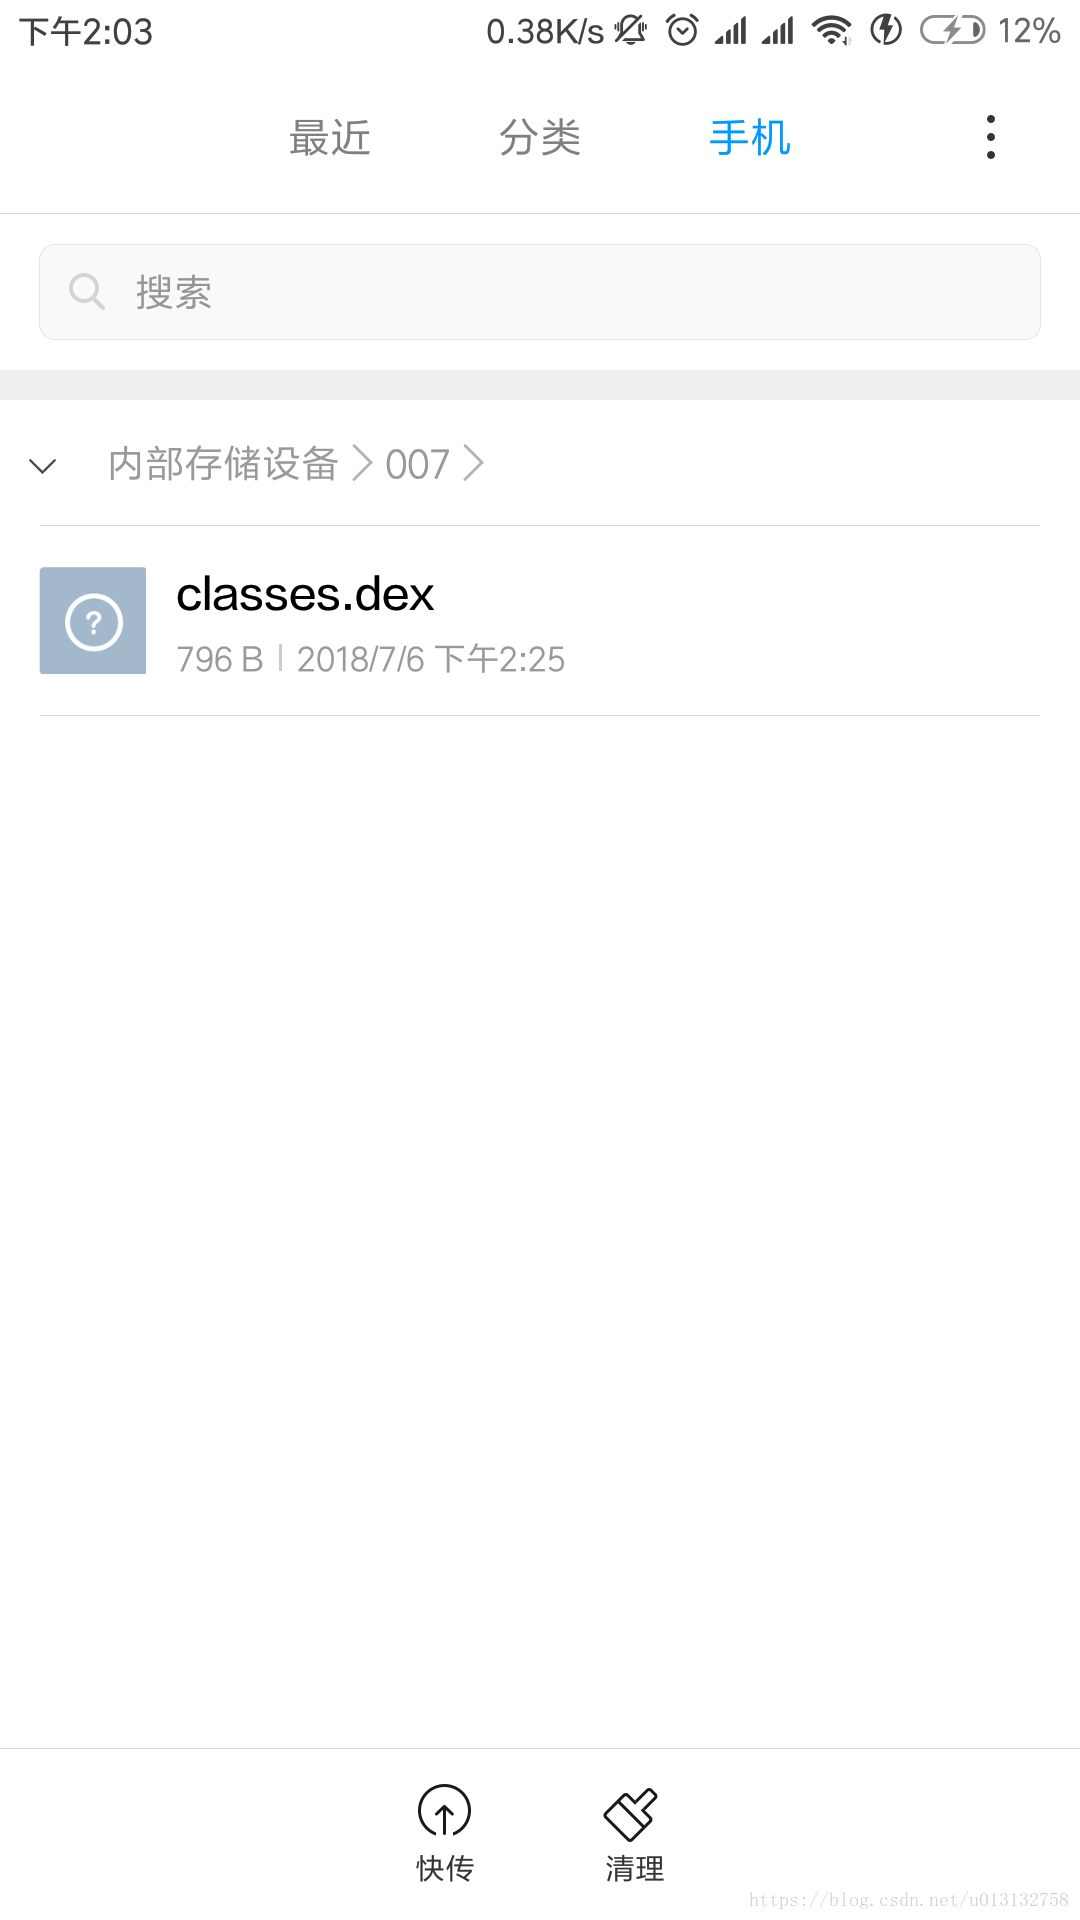 下午2:03 0.38K/s 12%
最近 分类 手机
搜索
内部存储设备 007
classes.dex
796 B 2018/7/6 下午2:25
快传 清理
https://blog.csdn.net/u013132758